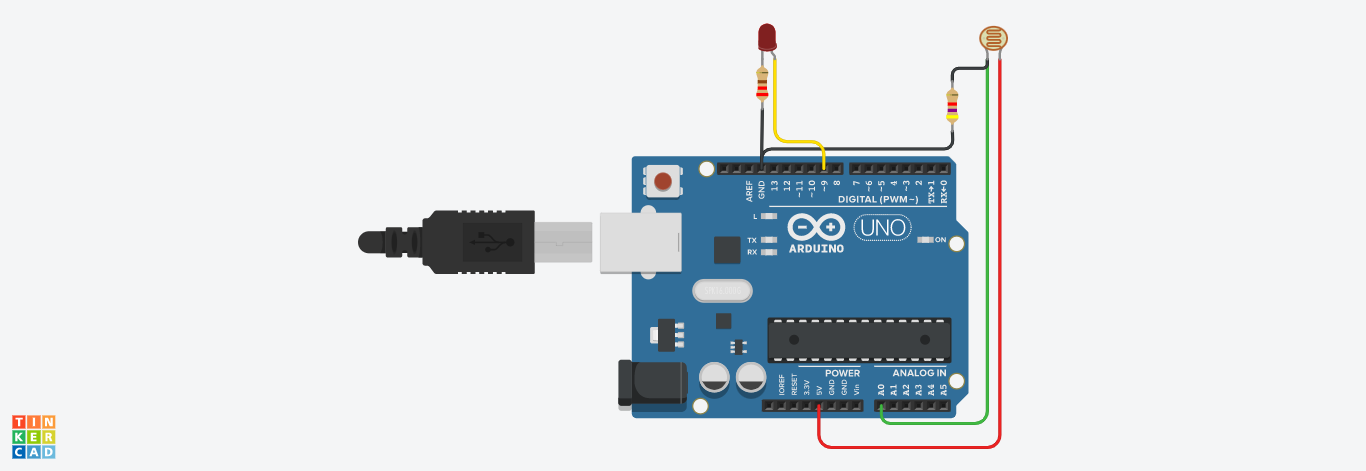 AREF
GND
13
12
~11
~10
~9
8
7
~6
~5
4
~3
2
TX→1
RX←0
DIGITAL (PWM~)
L
TX
RX
ARDUINO
UNO
ON
POWER
ANALOG IN
IOREF
RESET
3.3V
5V
GND
GND
Vin
A0
A1
A2
A3
A4
A5
TIN
KER
CAD